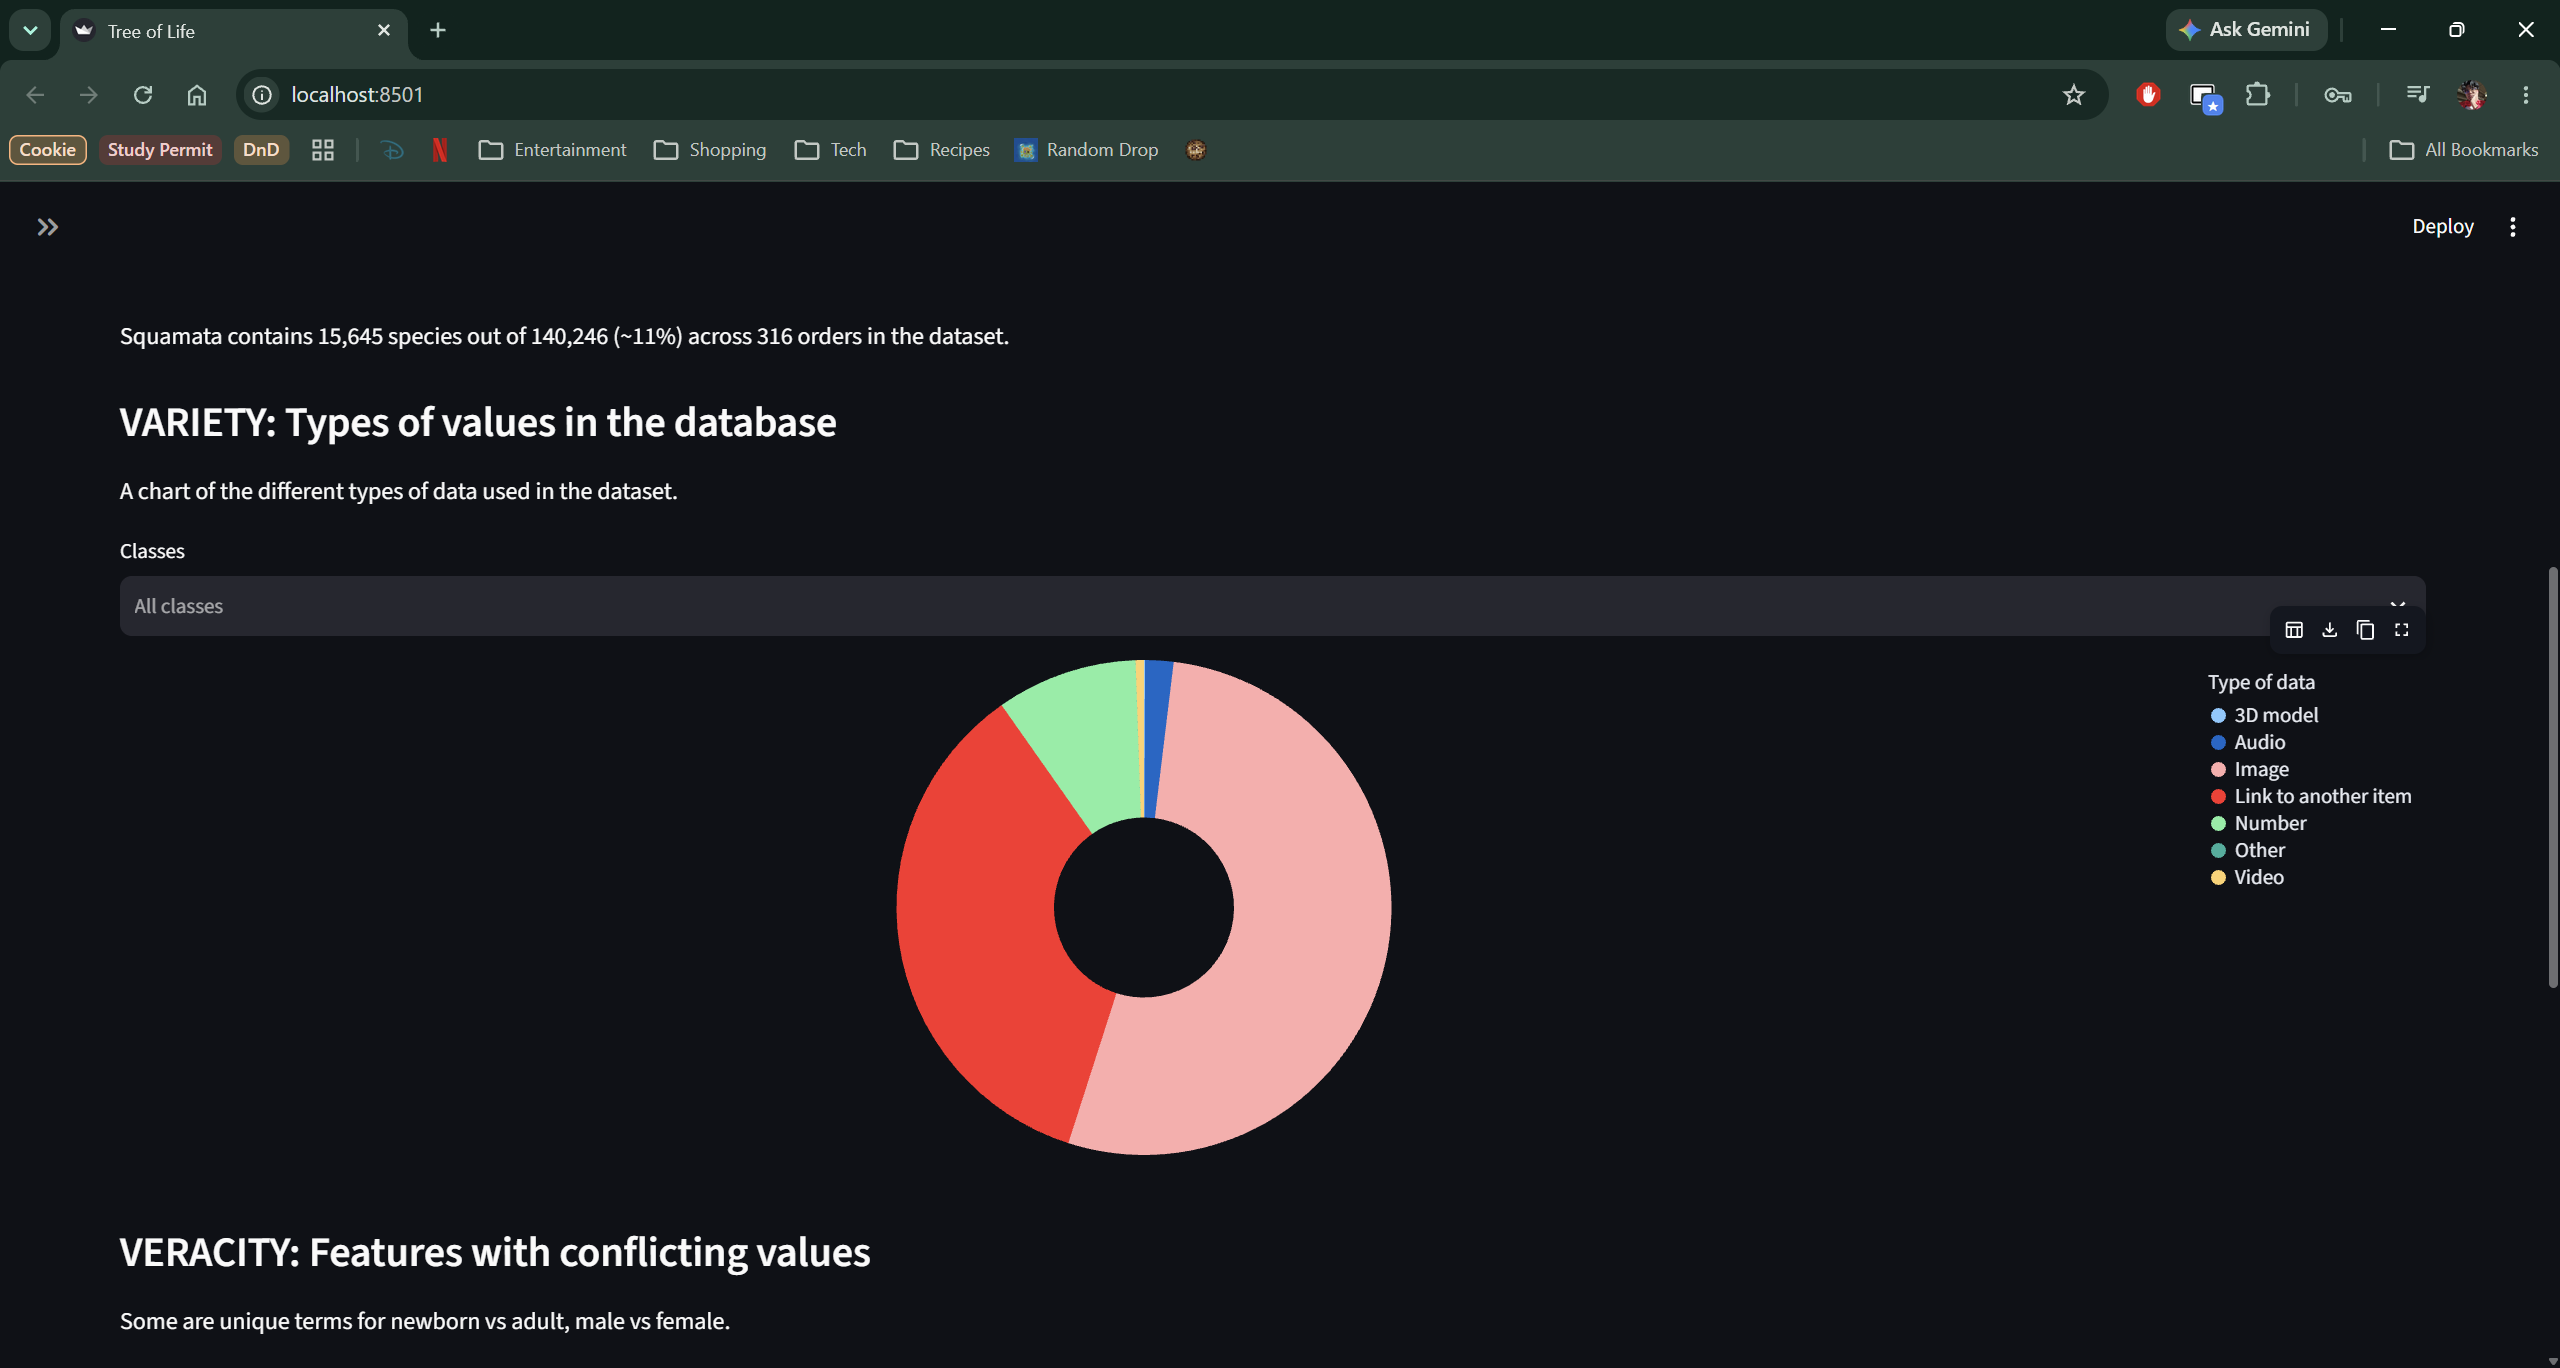 Tree of Life
Ask Gemini
localhost:8501
Cookie
Study Permit
DnD
Entertainment
Shopping
Tech
Recipes
Random Drop
All Bookmarks
Deploy
Squamata contains 15,645 species out of 140,246 (~11%) across 316 orders in the dataset.
VARIETY: Types of values in the database
A chart of the different types of data used in the dataset.
Classes
All classes
Type of data
3D model
Audio
Image
Link to another item
Number
Other
Video
VERACITY: Features with conflicting values
Some are unique terms for newborn vs adult, male vs female.